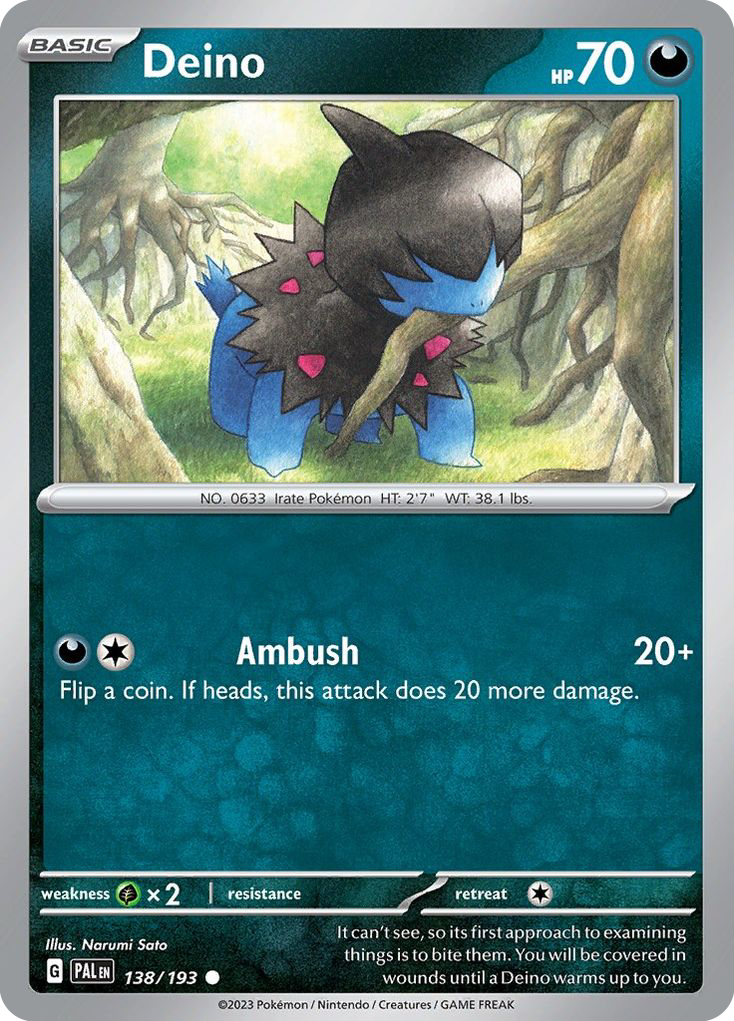 BASIC
Deino
HP 70
NO. 0633 Irate Pokémon HT: 2'7" WT: 38.1 lbs.
Ambush 20+
Flip a coin. If heads, this attack does 20 more damage.
weakness ×2 resistance retreat
Illus. Narumi Sato
It can't see, so its first approach to examining
things is to bite them. You will be covered in
wounds until a Deino warms up to you.
G PAL EN 138/193
©2023 Pokémon / Nintendo / Creatures / GAME FREAK